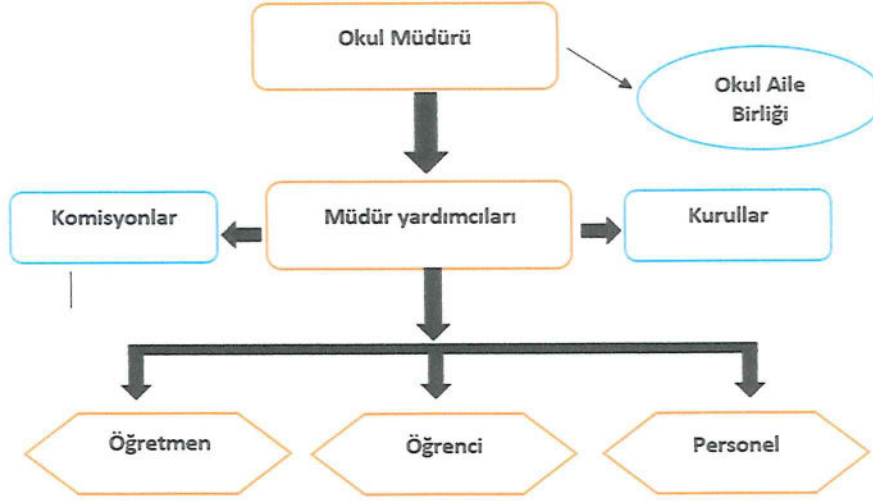 Okul Müdürü
Okul Aile
Birliği
Komisyonlar
Müdür yardımcıları
Kurullar
Öğretmen
Öğrenci
Personel